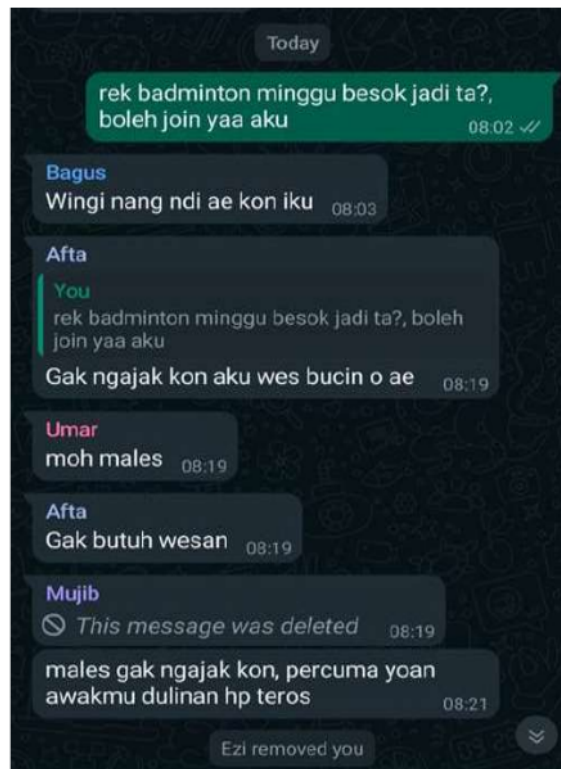 Today
rek badminton minggu besok jadi ta?,
boleh join yaa aku
08:02
Bagus
Wingi nang ndi ae kon iku
08:03
Afta
You
rek badminton minggu besok jadi ta?, boleh
join yaa aku
Gak ngajak kon aku wes bucin o ae
08:19
Umar
moh males
08:19
Afta
Gak butuh wesan
08:19
Mujib
This message was deleted
08:19
males gak ngajak kon, percuma yoan
awakmu dulinan hp teros
08:21
Ezi removed you